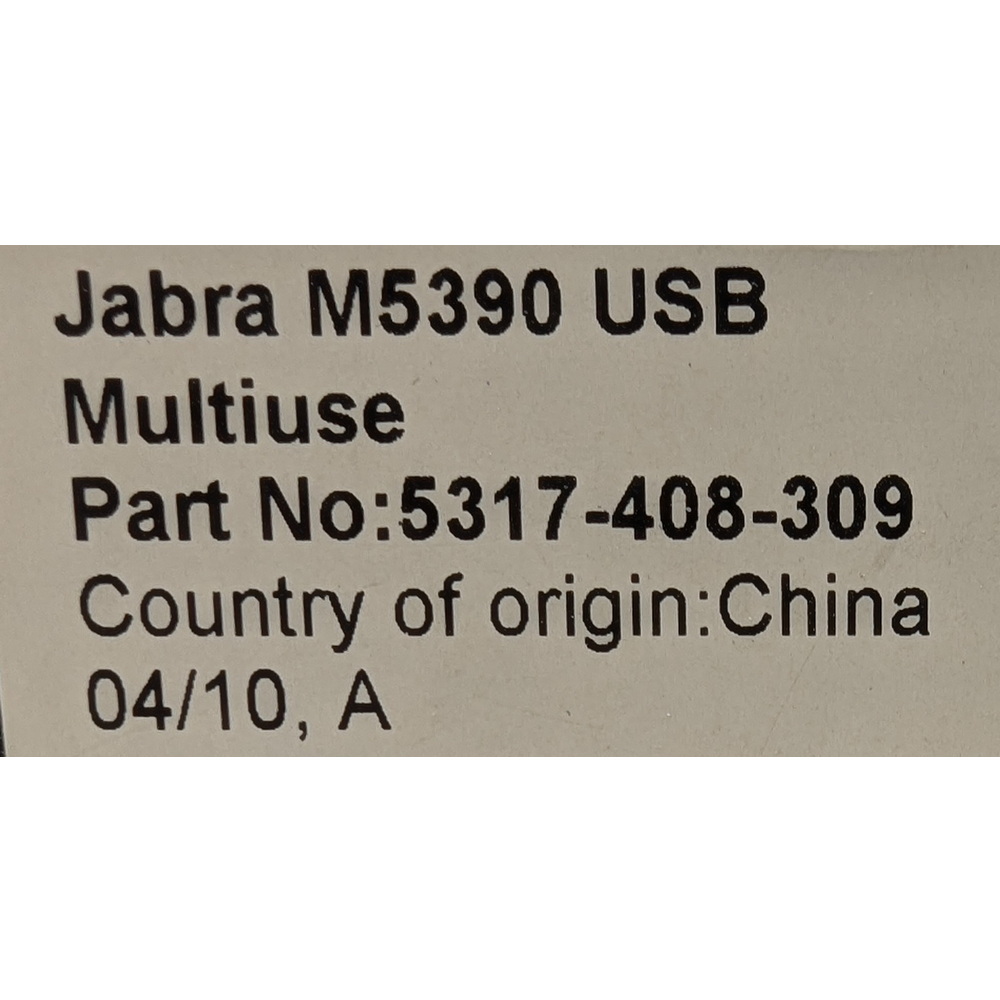 Jabra M5390 USB
Multiuse
Part No:5317-408-309
Country of origin:China
04/10, A